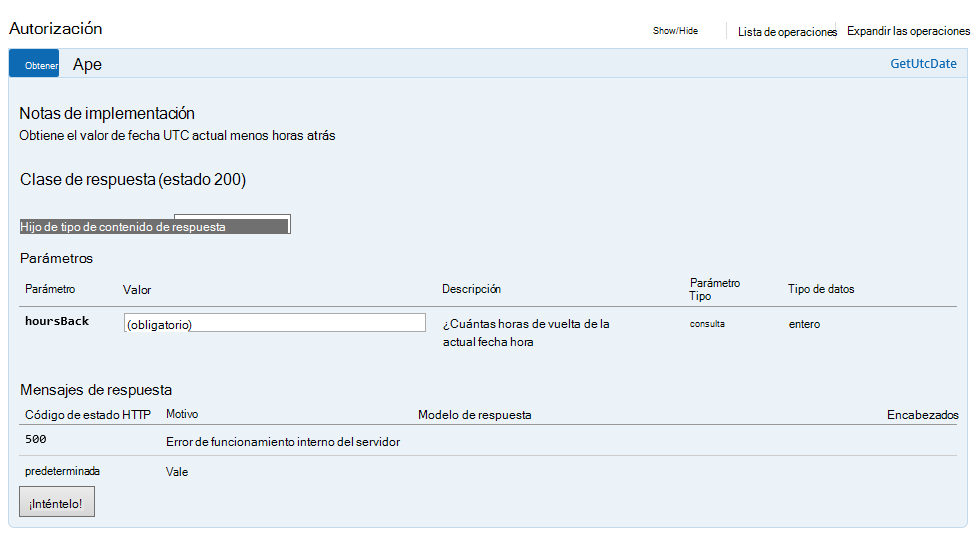 Autorización
Show/Hide Lista de operaciones Expandir las operaciones
Obtener Ape GetUtcDate
Notas de implementación
Obtiene el valor de fecha UTC actual menos horas atrás
Clase de respuesta (estado 200)
Hijo de tipo de contenido de respuesta
Parámetros
Parámetro Valor Descripción Parámetro Tipo Tipo de datos
hoursBack (obligatorio) ¿Cuántas horas de vuelta de la consulta entero
actual fecha hora
Mensajes de respuesta
Código de estado HTTP Motivo Modelo de respuesta Encabezados
500 Error de funcionamiento interno del servidor
predeterminada Vale
¡Inténtelo!